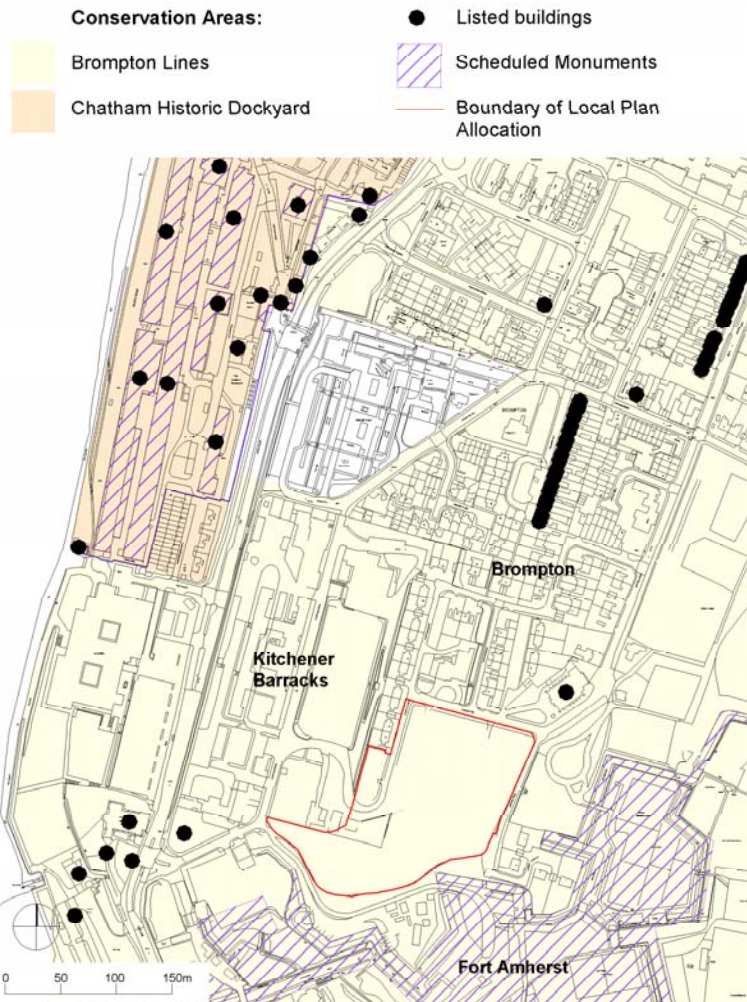 Conservation Areas:
Listed buildings
Brompton Lines
Scheduled Monuments
Chatham Historic Dockyard
Boundary of Local Plan
Allocation
BROMPTON
Brompton
Kitchener
Barracks
Fort Amherst
0 50 100 150m